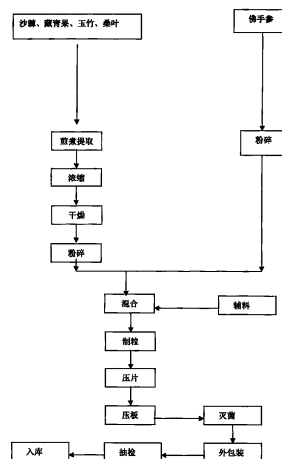 沙棘、藏青果、玉竹、桑叶
佛手参
煎煮提取
粉碎
浓缩
干燥
粉碎
混合
辅料
制粒
压片
压板
灭菌
入库
抽检
外包装